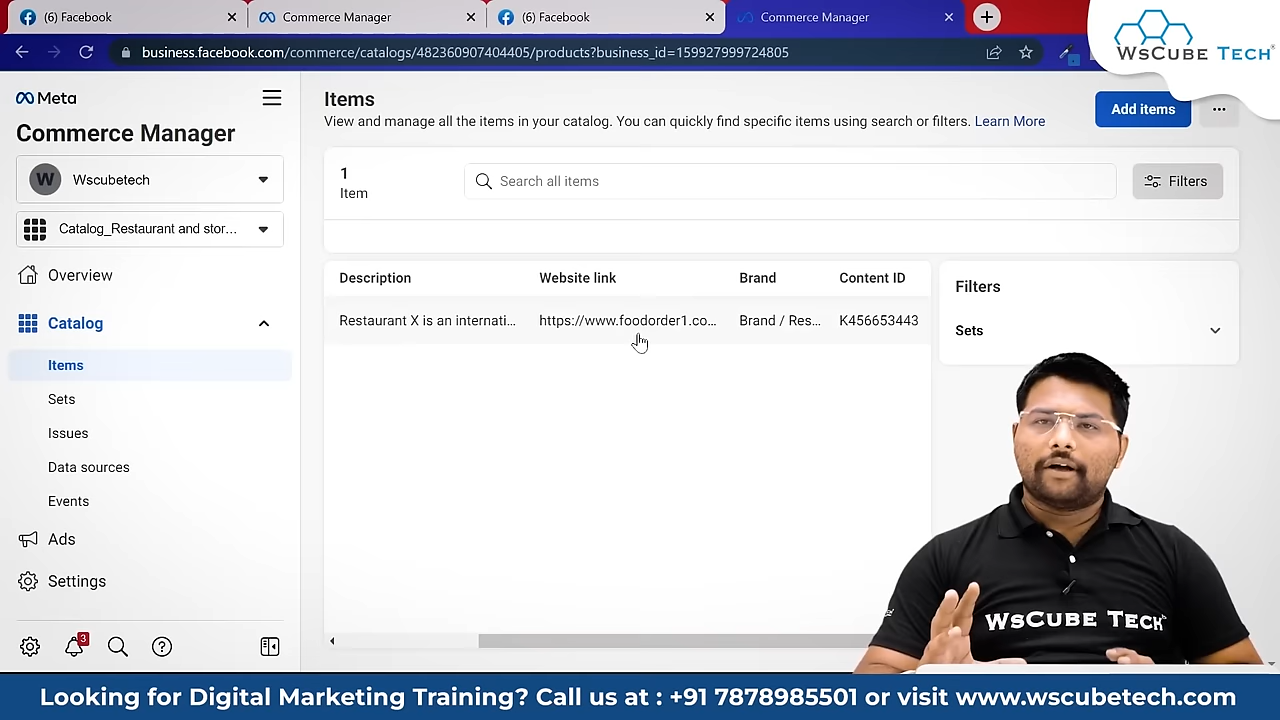 (6) Facebook
Commerce Manager
(6) Facebook
Commerce Manager
business.facebook.com/commerce/catalogs/482360907404405/products?business_id=159927999724805
WsCube Tech
Meta
Commerce Manager
W Wscubetech
Catalog_Restaurant and stor...
Overview
Catalog
Items
Sets
Issues
Data sources
Events
Ads
Settings
3
Items
View and manage all the items in your catalog. You can quickly find specific items using search or filters. Learn More
Add items
1
Item
Search all items
Filters
Description Website link Brand Content ID
Restaurant X is an internati... https://www.foodorder1.co... Brand / Res... K456653443
Filters
Sets
WsCube Tech
Looking for Digital Marketing Training? Call us at : +91 7878985501 or visit www.wscubetech.com